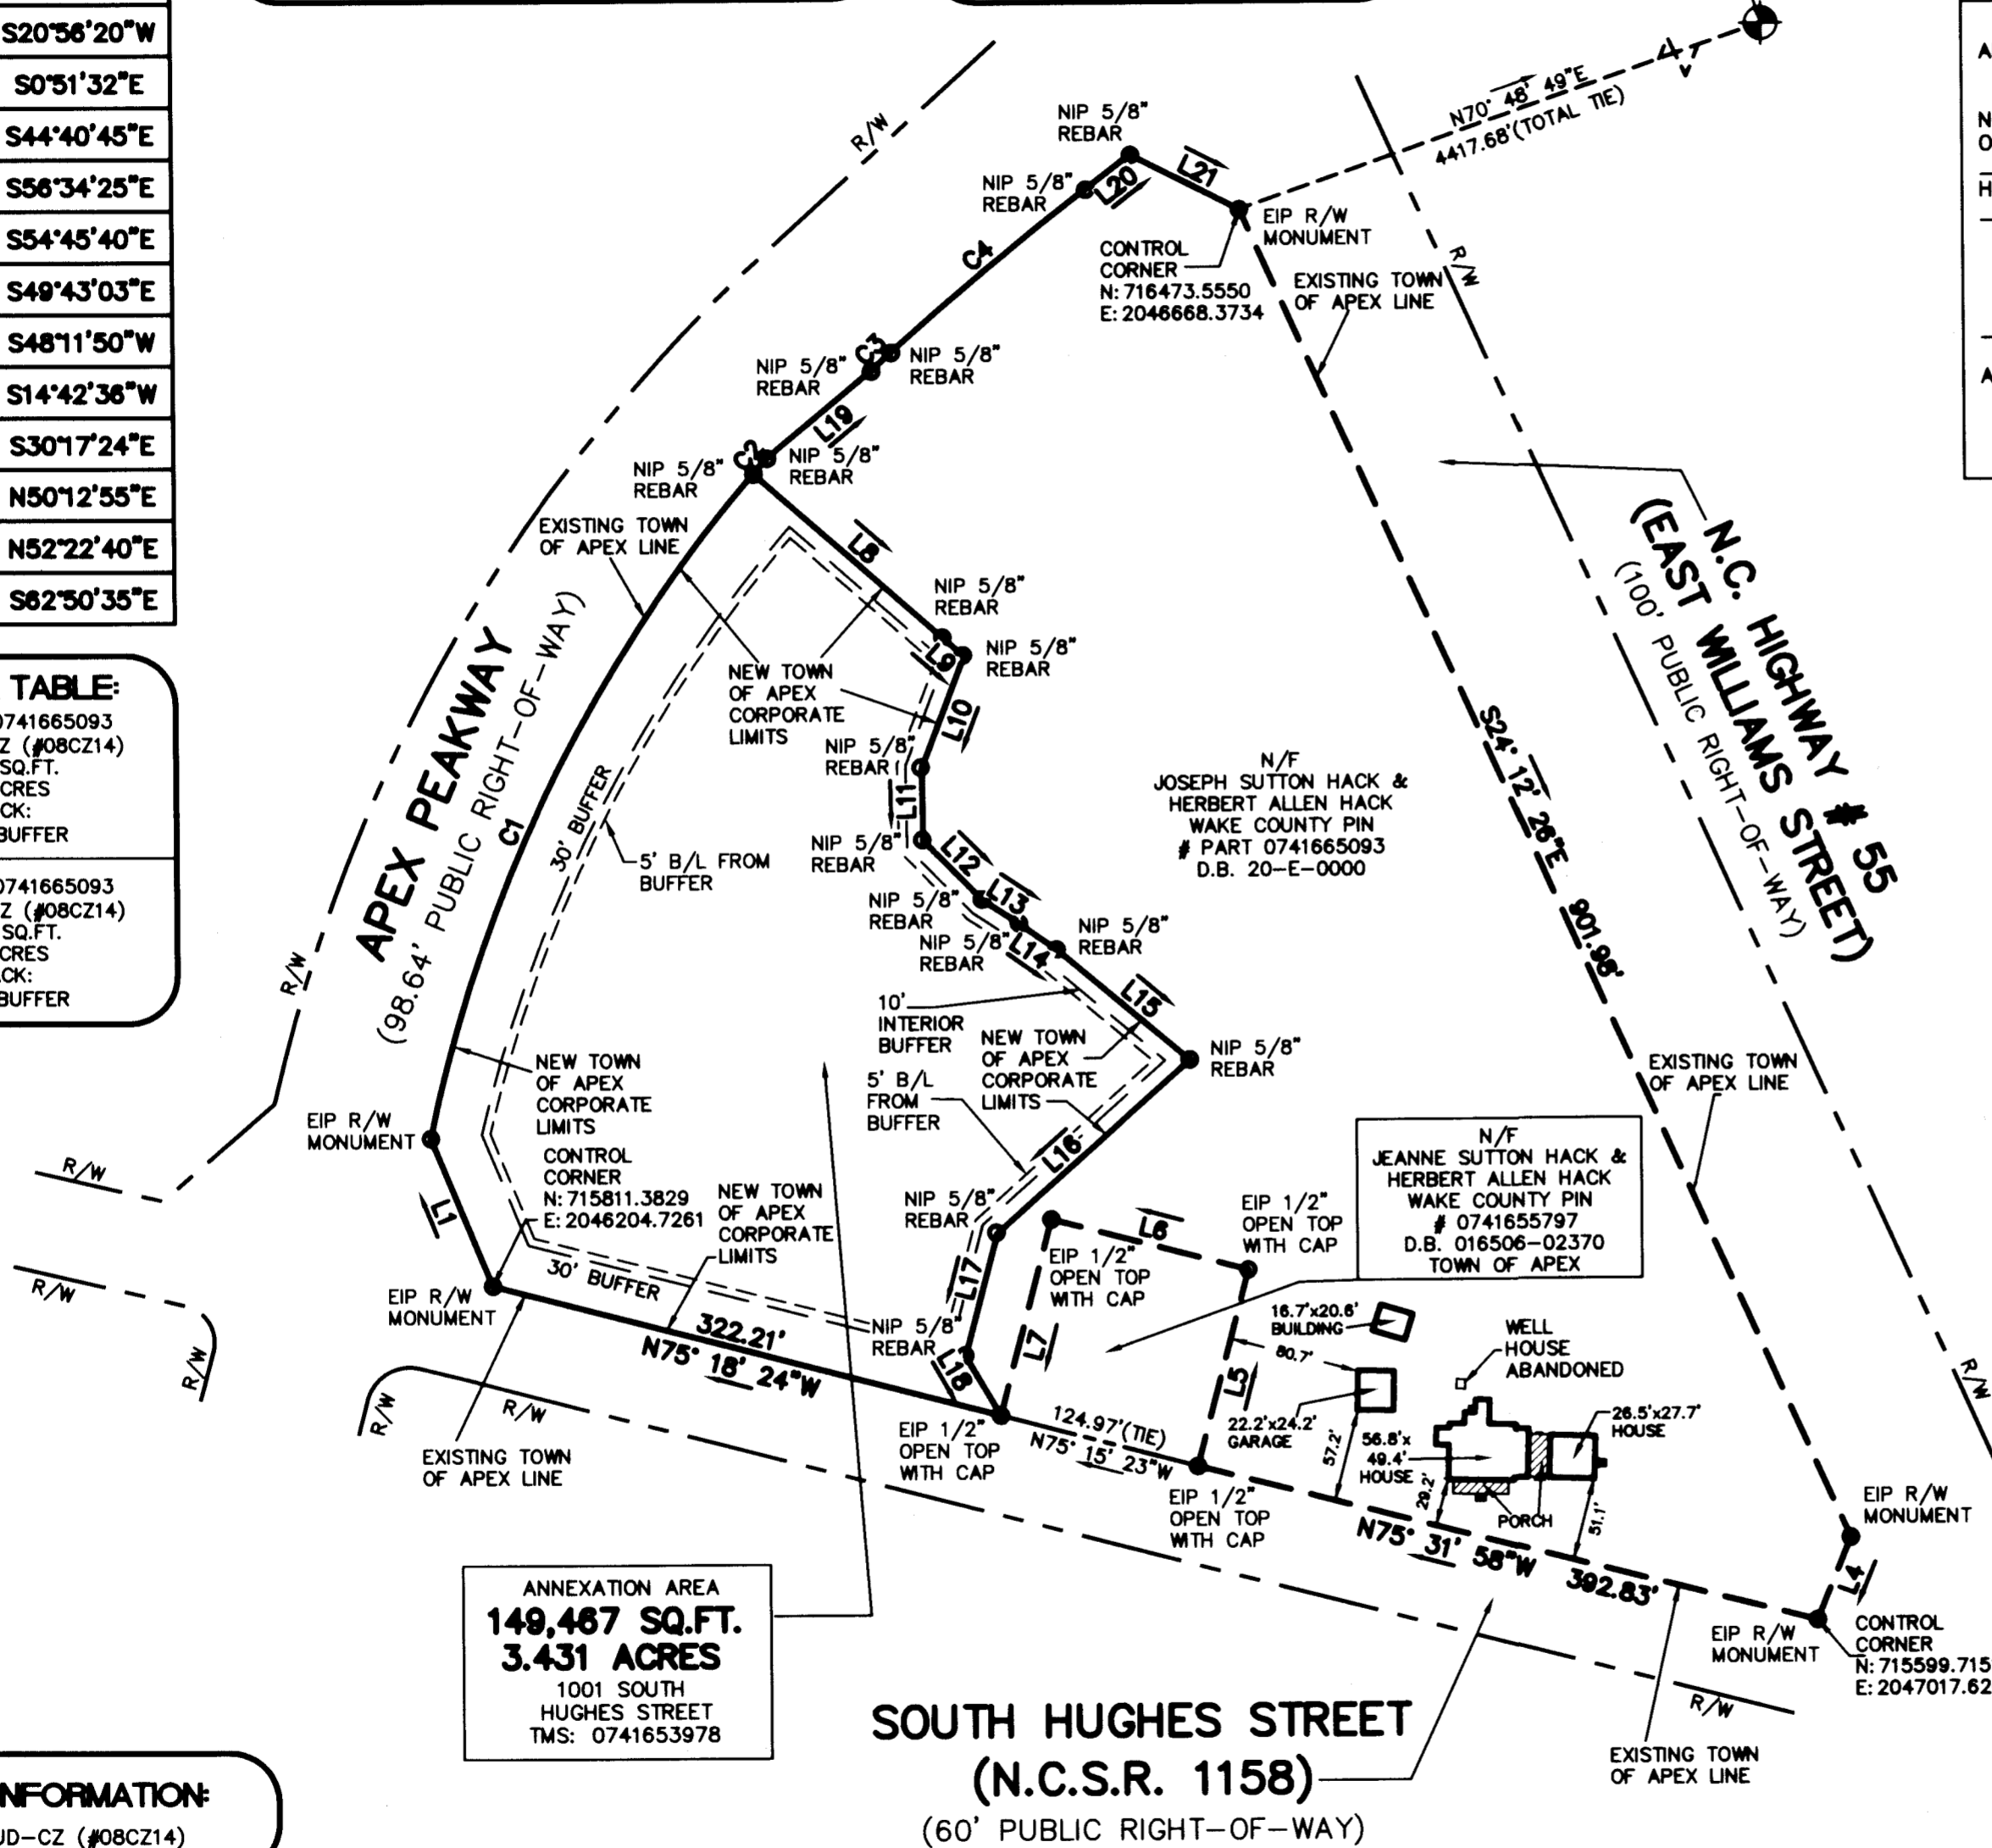 S20°56'20"W
S0°51'32"E
S44°40'45"E
S56°34'25"E
S54°45'40"E
S49°43'03"E
S48°11'50"W
S14°42'36"W
S30°17'24"E
N50°12'55"E
N52°22'40"E
S62°50'35"E
TABLE:
0741665093
Z (#08CZ14)
SQ.FT.
CRES
CK:
BUFFER
0741665093
Z (#08CZ14)
SQ.FT.
CRES
ACK:
BUFFER
NFORMATION:
UD-CZ (#08CZ14)
R/W
NIP 5/8"
REBAR
L21
N70° 48' 49"E
4417.68'(TOTAL TIE)
NIP 5/8"
REBAR
L20
EIP R/W
MONUMENT
CONTROL
CORNER
N: 716473.5550
E: 2046668.3734
C4
R/W
EXISTING TOWN
OF APEX LINE
C3
NIP 5/8"
REBAR
NIP 5/8"
REBAR
L19
C2
NIP 5/8"
REBAR
NIP 5/8"
REBAR
EXISTING TOWN
OF APEX LINE
L8
NIP 5/8"
REBAR
L9
NIP 5/8"
REBAR
N.C. HIGHWAY # 55
(EAST WILLIAMS STREET)
(100' PUBLIC RIGHT-OF-WAY)
APEX PEAKWAY
(98.64' PUBLIC RIGHT-OF-WAY)
NEW TOWN
OF APEX
CORPORATE
LIMITS
L10
NIP 5/8"
REBAR
S24° 12' 26"E 901.98'
30' BUFFER
C1
5' B/L FROM
BUFFER
L11
NIP 5/8"
REBAR
N/F
JOSEPH SUTTON HACK &
HERBERT ALLEN HACK
WAKE COUNTY PIN
# PART 0741665093
D.B. 20-E-0000
L12
NIP 5/8"
REBAR
L13
NIP 5/8"
REBAR
L14
NIP 5/8"
REBAR
R/W
10'
INTERIOR
BUFFER
L15
NEW TOWN
OF APEX
CORPORATE
LIMITS
NIP 5/8"
REBAR
NEW TOWN
OF APEX
CORPORATE
LIMITS
5' B/L
FROM
BUFFER
EXISTING TOWN
OF APEX LINE
EIP R/W
MONUMENT
L16
CONTROL
CORNER
N: 715811.3829
E: 2046204.7261
NEW TOWN
OF APEX
CORPORATE
LIMITS
N/F
JEANNE SUTTON HACK &
HERBERT ALLEN HACK
WAKE COUNTY PIN
# 0741655797
D.B. 016506-02370
TOWN OF APEX
R/W
L1
NIP 5/8"
REBAR
L6
EIP 1/2"
OPEN TOP
WITH CAP
EIP 1/2"
OPEN TOP
WITH CAP
30' BUFFER
L17
R/W
EIP R/W
MONUMENT
322.21'
N75° 18' 24"W
NIP 5/8"
REBAR
L7
16.7'x20.6'
BUILDING
WELL
HOUSE
ABANDONED
80.7'
R/W
L18
L5
R/W
R/W
R/W
22.2'x24.2'
GARAGE
26.5'x27.7'
HOUSE
124.97'(TIE)
N75° 15' 23"W
57.2'
56.8'x
49.4'
HOUSE
EIP 1/2"
OPEN TOP
WITH CAP
EXISTING TOWN
OF APEX LINE
29.2'
PORCH
51.1'
EIP 1/2"
OPEN TOP
WITH CAP
EIP R/W
MONUMENT
N75° 31' 58"W 392.83'
L4
ANNEXATION AREA
149,467 SQ.FT.
3.431 ACRES
1001 SOUTH
HUGHES STREET
TMS: 0741653978
EIP R/W
MONUMENT
CONTROL
CORNER
N: 715599.715
E: 2047017.62
R/W
SOUTH HUGHES STREET
(N.C.S.R. 1158)
(60' PUBLIC RIGHT-OF-WAY)
EXISTING TOWN
OF APEX LINE
A
N
O
H
A